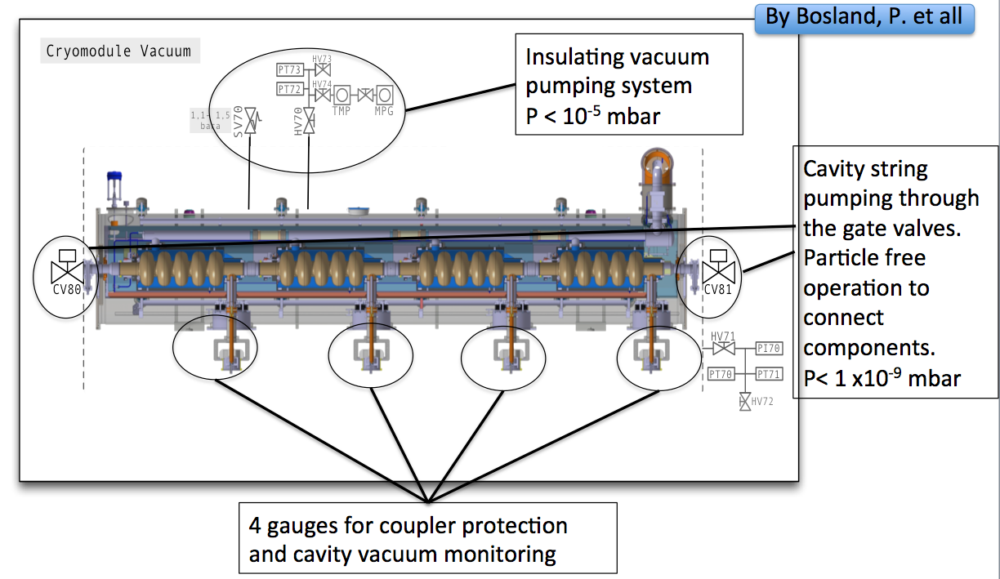 By Bosland, P. et all
Cryomodule Vacuum
Insulating vacuum
pumping system
P < 10-5 mbar
HV73
PT73
HV74
PT72
TMP
MPG
1,1- 1,5
bara
SV70
HV70
Cavity string
pumping through
the gate valves.
Particle free
operation to
connect
components.
P< 1 x10-9 mbar
CV80
CV81
HV71
PI70
PT70
PT71
HV72
4 gauges for coupler protection
and cavity vacuum monitoring